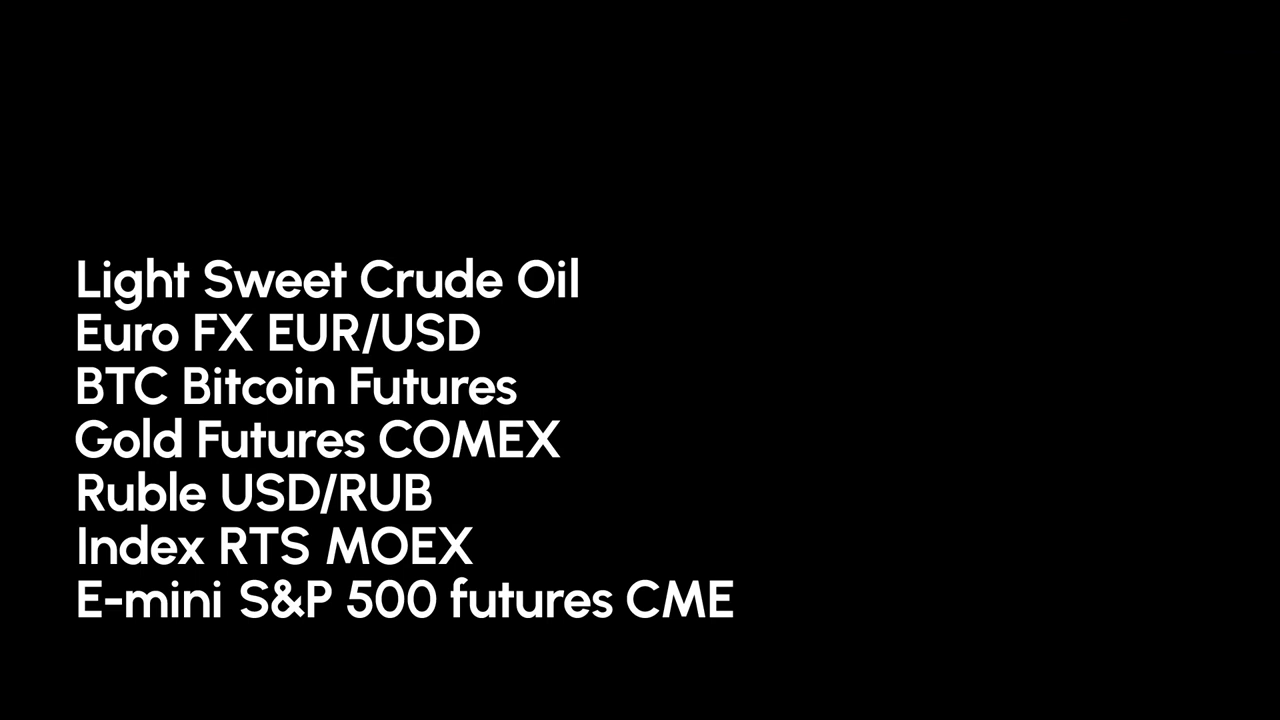 Light Sweet Crude Oil
Euro FX EUR/USD
BTC Bitcoin Futures
Gold Futures COMEX
Ruble USD/RUB
Index RTS MOEX
E-mini S&P 500 futures CME